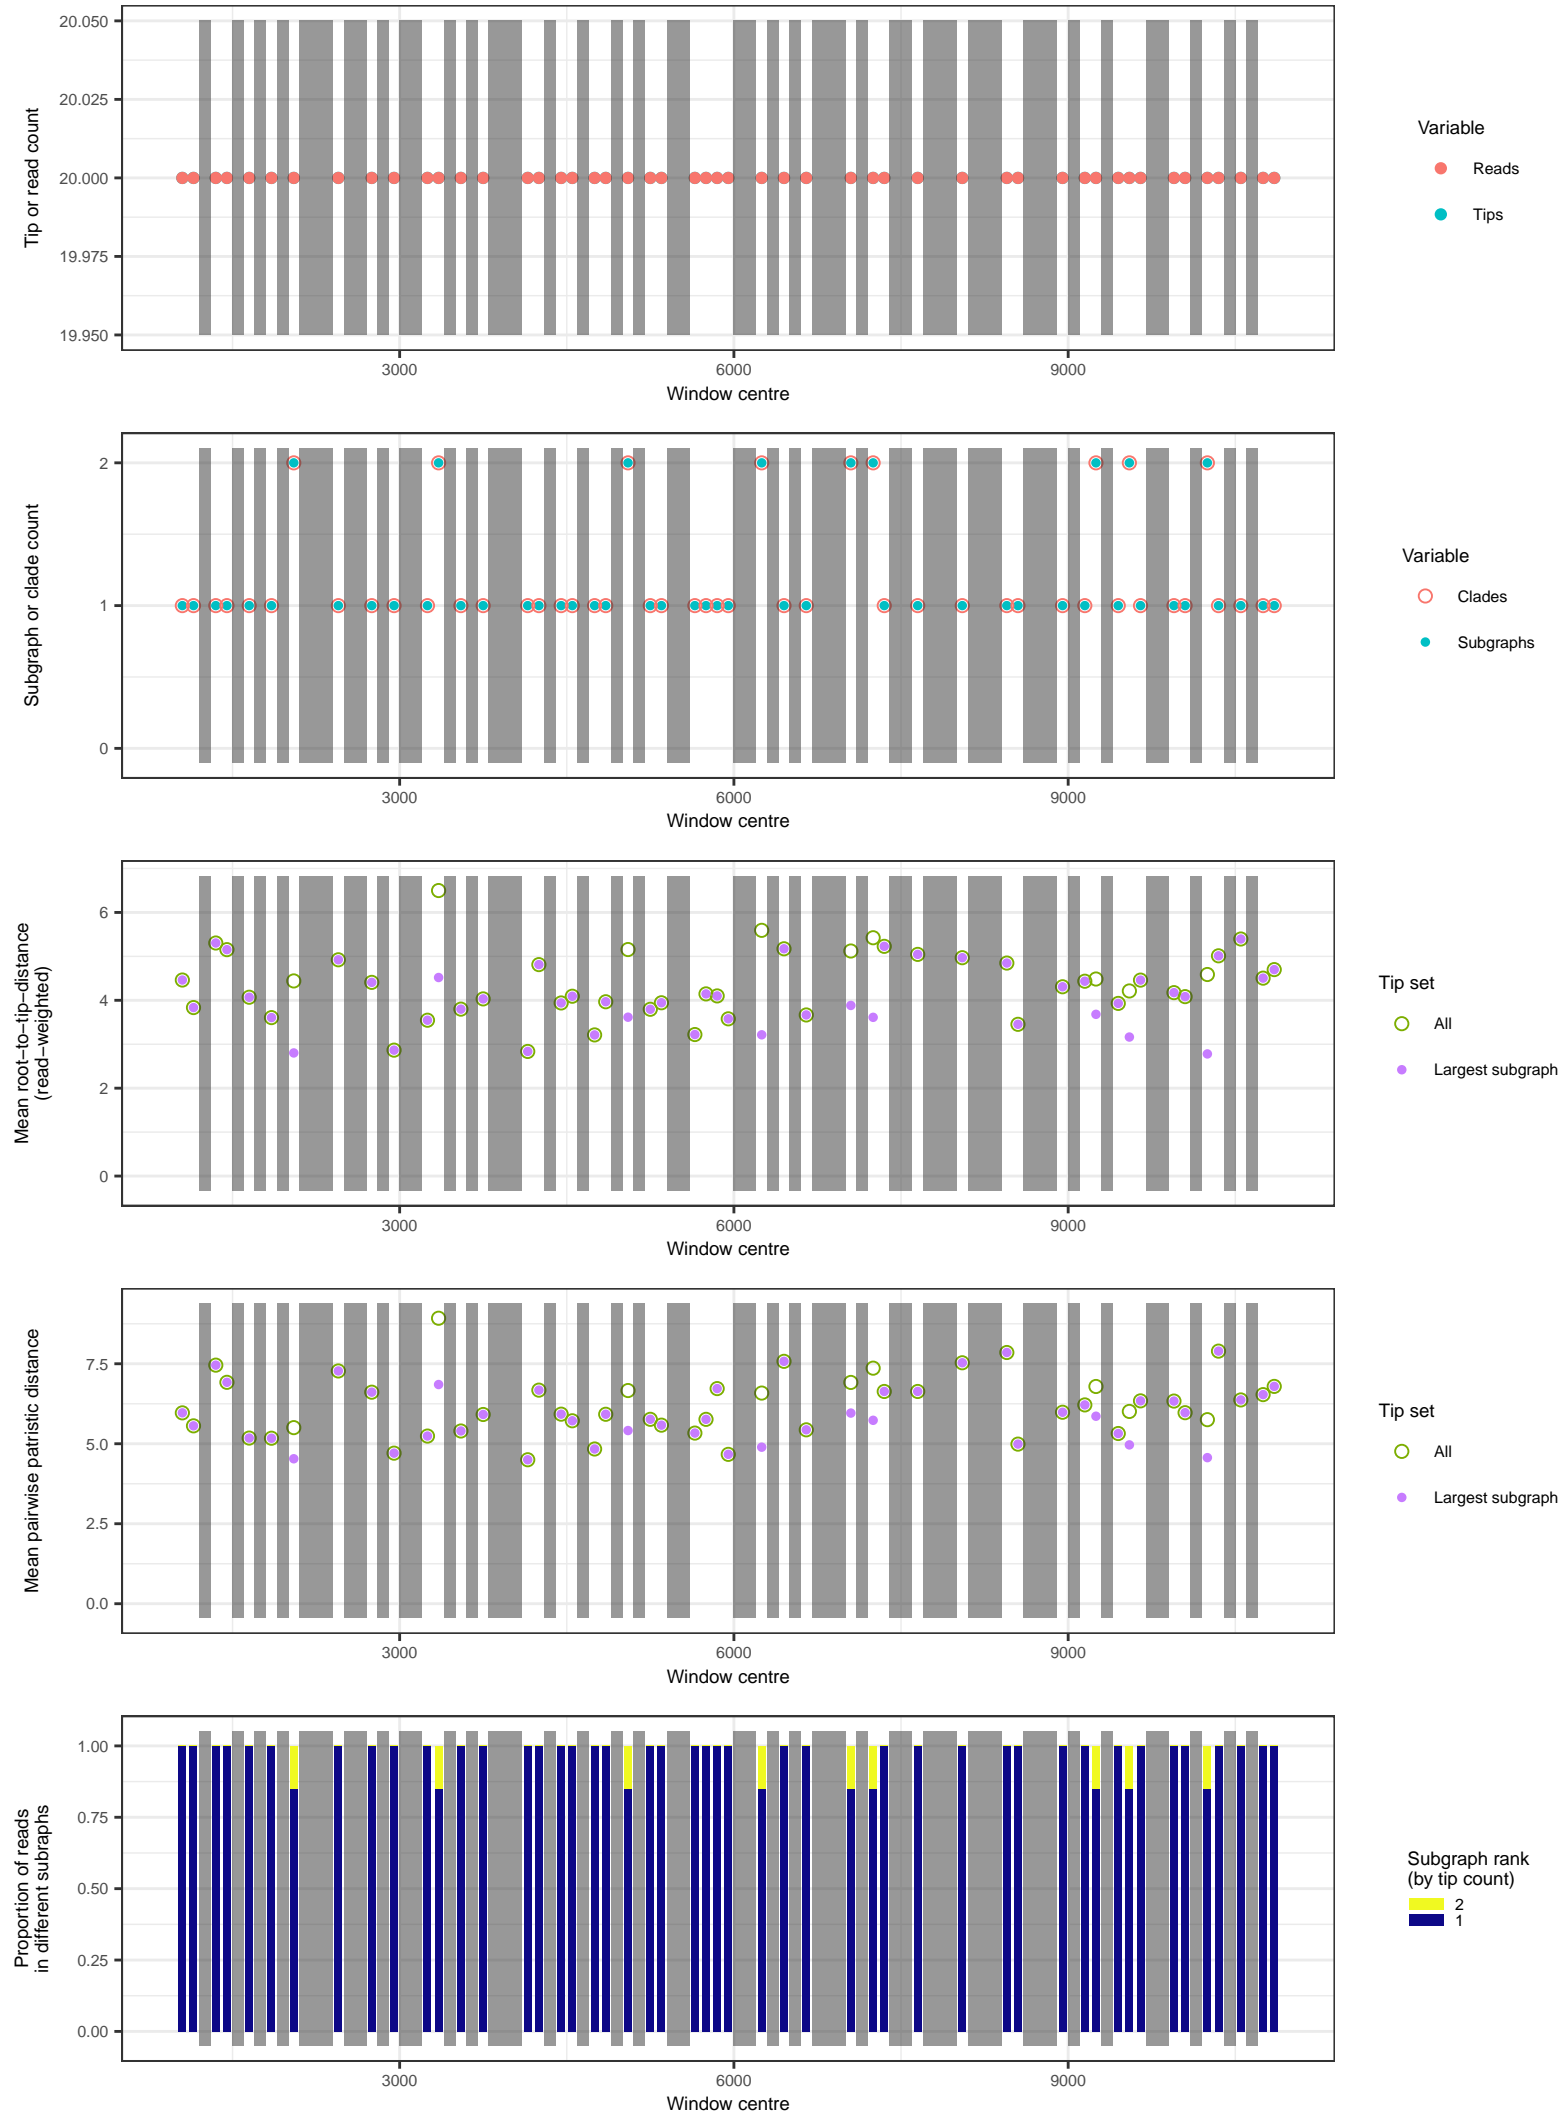 20.050
20.025
20.000
19.975
19.950
Tip or read count
3000
6000
9000
Window centre
Variable
Reads
Tips
2
1
0
Subgraph or clade count
3000
6000
9000
Window centre
Variable
Clades
Subgraphs
6
4
2
0
Mean root−to−tip−distance
(read−weighted)
3000
6000
9000
Window centre
Tip set
All
Largest subgraph
7.5
5.0
2.5
0.0
Mean pairwise patristic distance
3000
6000
9000
Window centre
Tip set
All
Largest subgraph
1.00
0.75
0.50
0.25
0.00
Proportion of reads
in different subraphs
3000
6000
9000
Window centre
Subgraph rank
(by tip count)
2
1